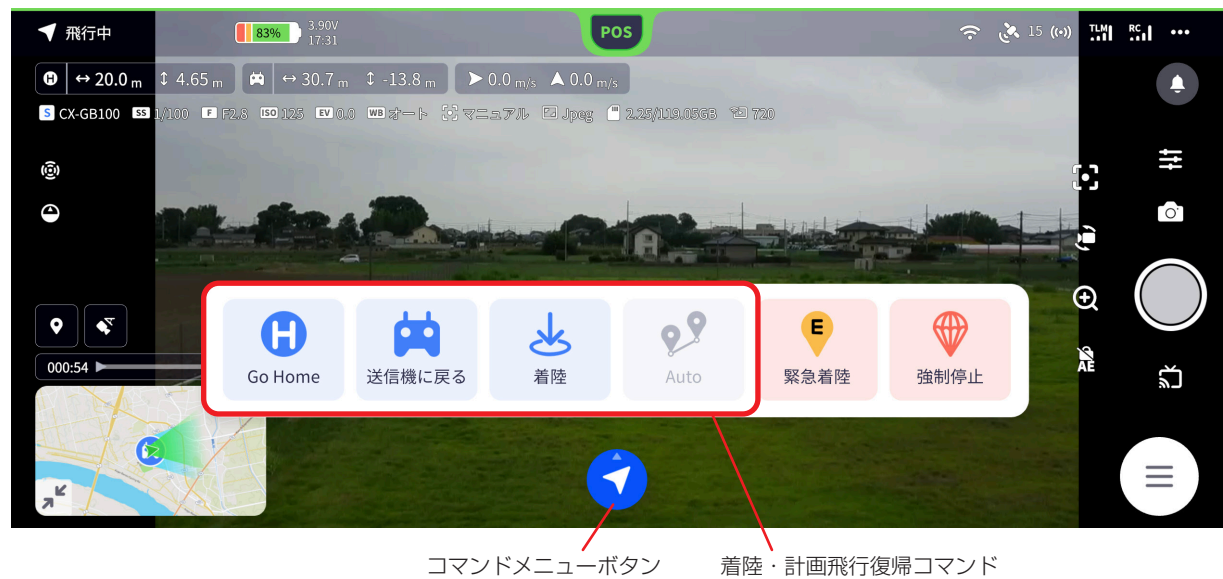 飛行中
83%
3.90V
17:31
POS
15
TLM
RC
H ↔ 20.0 m ↕ 4.65 m
↔ 30.7 m ↕ -13.8 m
0.0 m/s 0.0 m/s
S CX-GB100 SS 1/100 F F2.8 ISO 125 EV 0.0 WB オート マニュアル Jpeg 2.25/119.05GB 720
000:54
H
Go Home
送信機に戻る
着陸
Auto
E
緊急着陸
強制停止
AE
コマンドメニューボタン
着陸・計画飛行復帰コマンド